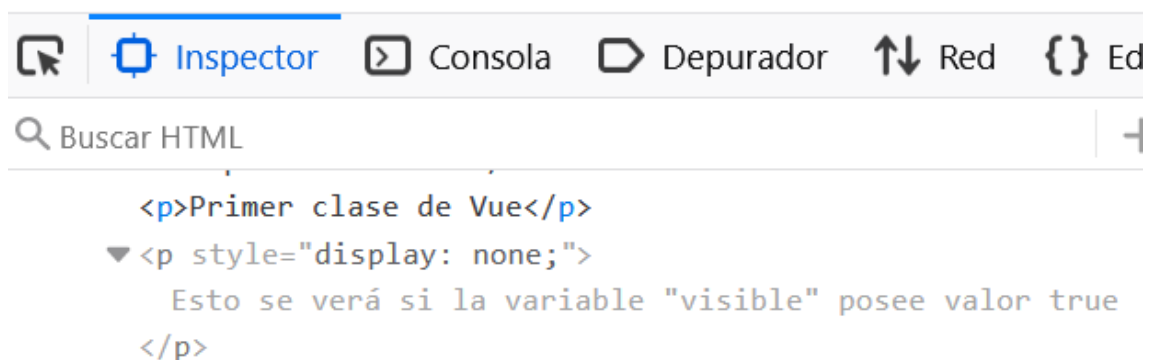 Inspector Consola Depurador Red {} Ed
Buscar HTML
<p>Primer clase de Vue</p>
<p style="display: none;">
Esto se verá si la variable "visible" posee valor true
</p>